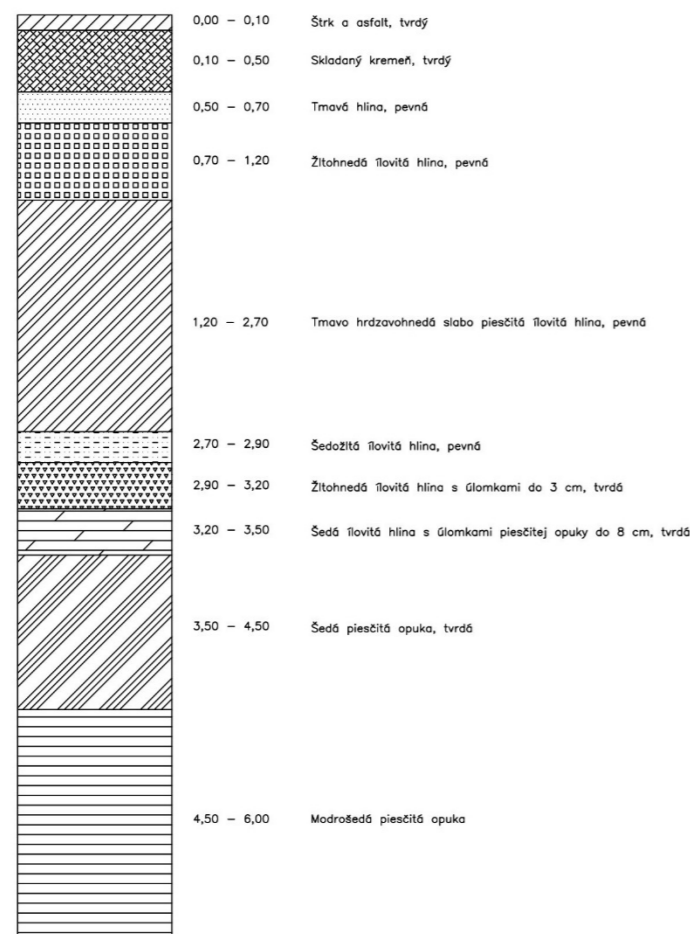 0,00 – 0,10 Štrk a asfalt, tvrdý
0,10 – 0,50 Skladaný kremeň, tvrdý
0,50 – 0,70 Tmavá hlina, pevná
0,70 – 1,20 Žltohnedá ílovitá hlina, pevná
1,20 – 2,70 Tmavo hrdzavohnedá slabo piesčitá ílovitá hlina, pevná
2,70 – 2,90 Šedožltá ílovitá hlina, pevná
2,90 – 3,20 Žltohnedá ílovitá hlina s úlomkami do 3 cm, tvrdá
3,20 – 3,50 Šedá ílovitá hlina s úlomkami piesčitej opuky do 8 cm, tvrdá
3,50 – 4,50 Šedá piesčitá opuka, tvrdá
4,50 – 6,00 Modrošedá piesčitá opuka